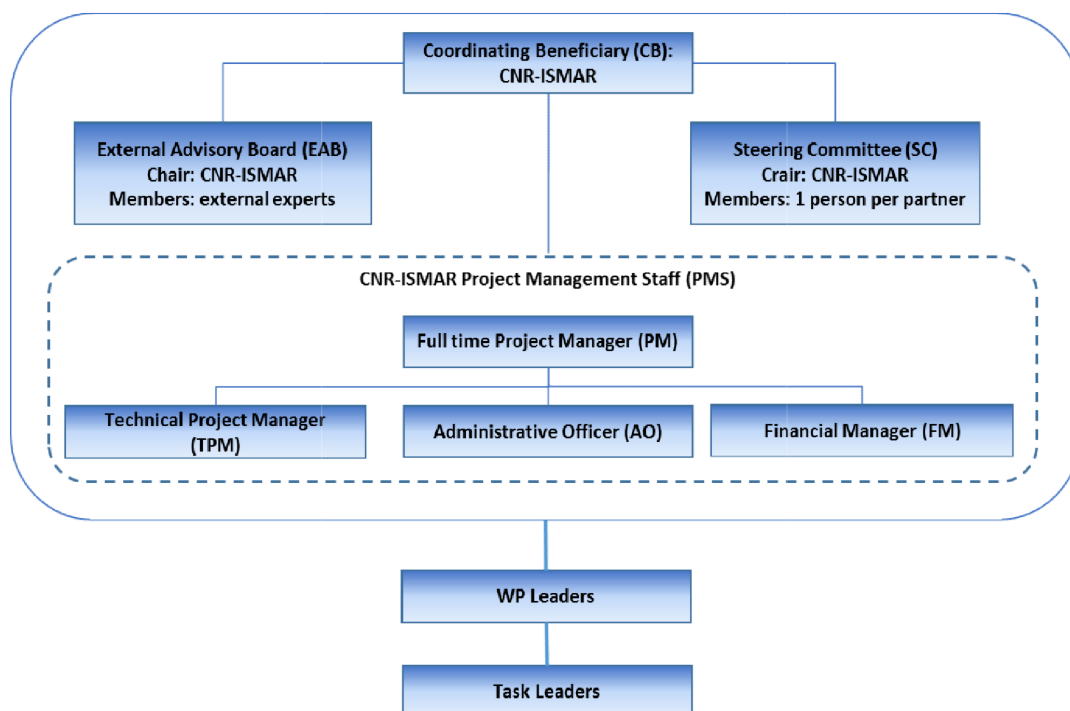 Coordinating Beneficiary (CB):
CNR-ISMAR
External Advisory Board (EAB)
Chair: CNR-ISMAR
Members: external experts
Steering Committee (SC)
Crair: CNR-ISMAR
Members: 1 person per partner
CNR-ISMAR Project Management Staff (PMS)
Full time Project Manager (PM)
Technical Project Manager
(TPM)
Administrative Officer (AO)
Financial Manager (FM)
WP Leaders
Task Leaders